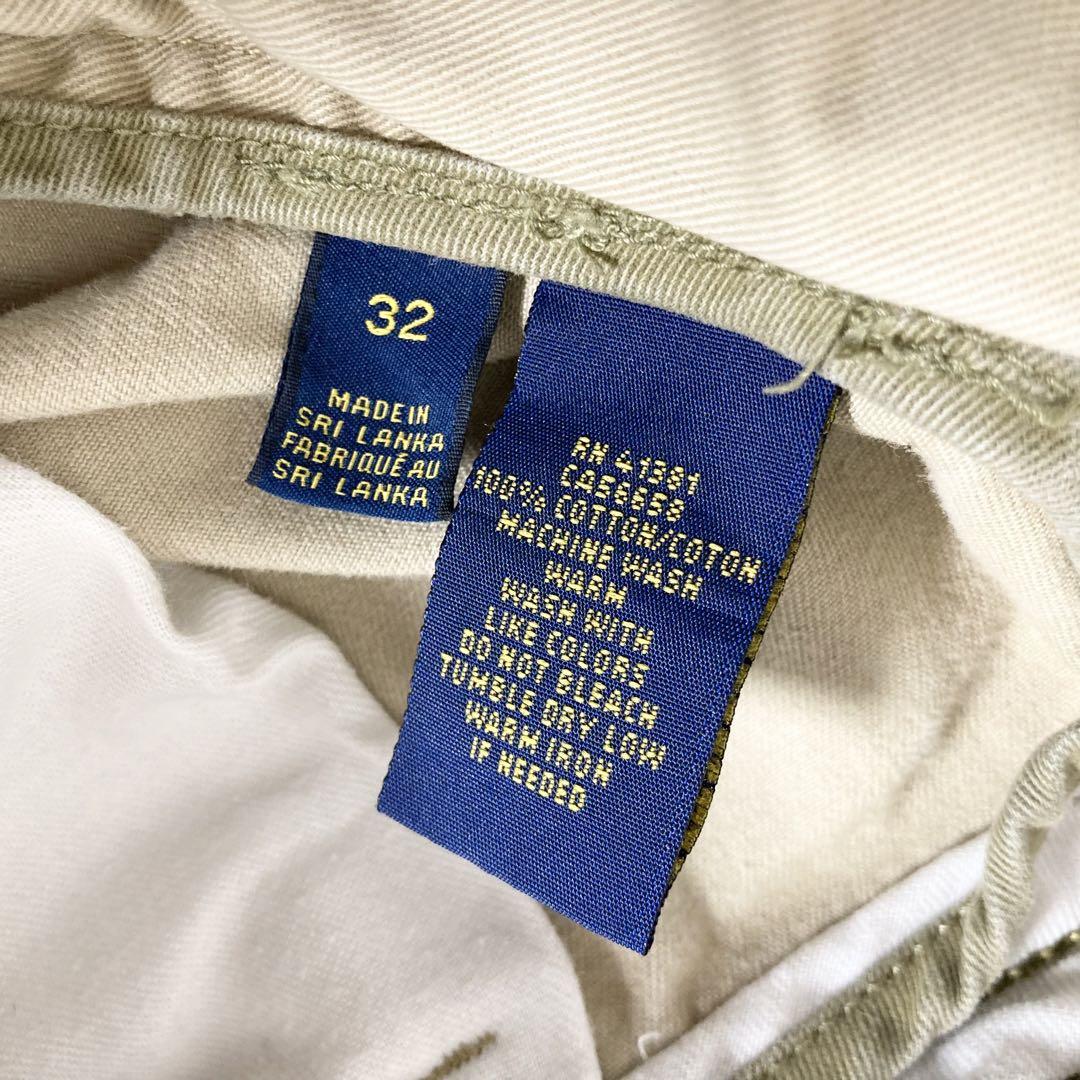 32
MADE IN
SRI LANKA
FABRIQUÉ AU
SRI LANKA
RN 41381
CA06658
100% COTTON/COTON
MACHINE WASH
WARM
WASH WITH
LIKE COLORS
DO NOT BLEACH
TUMBLE DRY LOW
WARM IRON
IF NEEDED